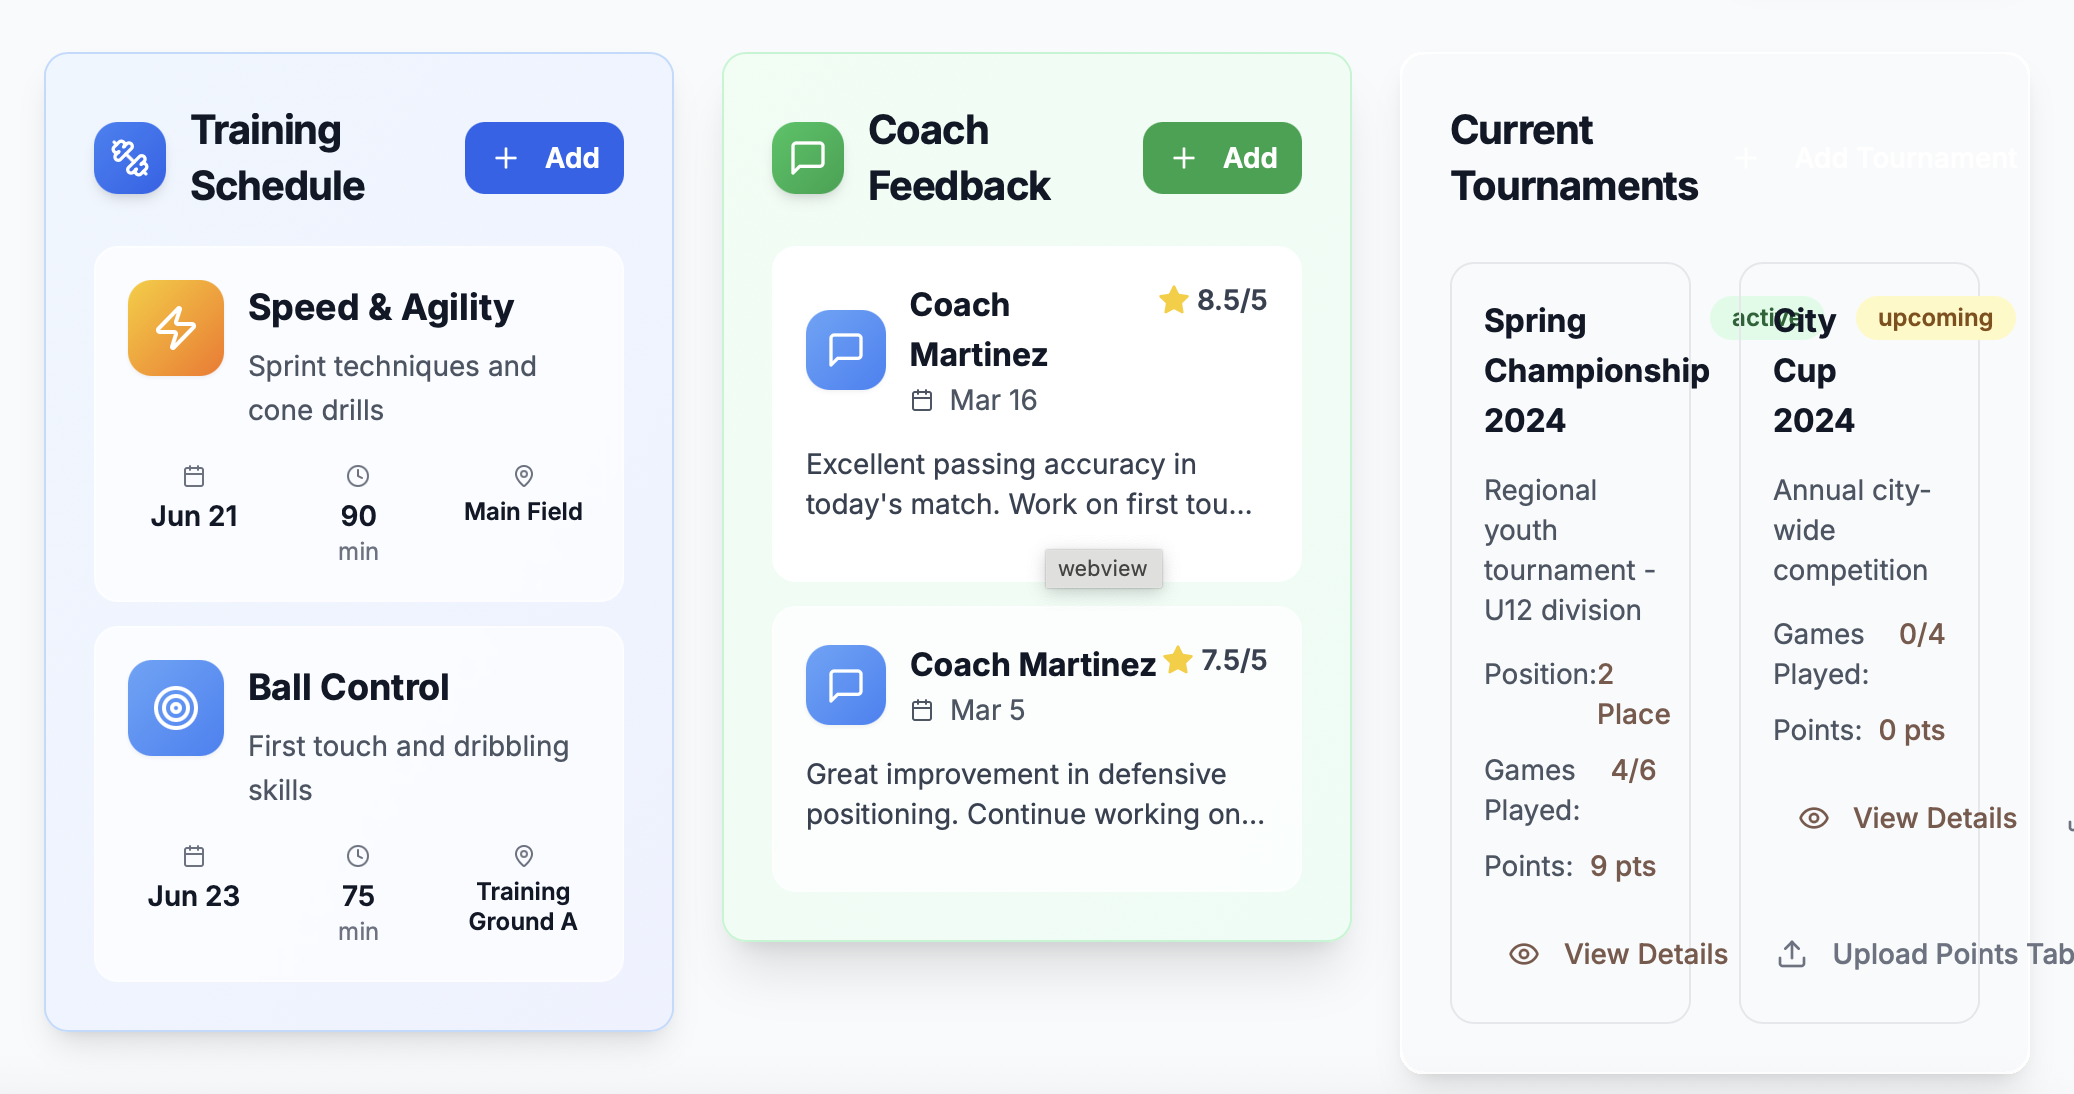 Training
Schedule
Add
Speed & Agility
Sprint techniques and
cone drills
Jun 21
90
min
Main Field
Ball Control
First touch and dribbling
skills
Jun 23
75
min
Training
Ground A
Coach
Feedback
Add
Coach
Martinez
8.5/5
Mar 16
Excellent passing accuracy in
today's match. Work on first tou...
webview
Coach Martinez
7.5/5
Mar 5
Great improvement in defensive
positioning. Continue working on...
Current
Tournaments
Add Tournament
Spring
Championship
2024
active
Regional
youth
tournament -
U12 division
Position:
2
Place
Games
Played:
4/6
Points:
9 pts
View Details
Upload Points Tab
City
Cup
2024
upcoming
Annual city-
wide
competition
Games
Played:
0/4
Points:
0 pts
View Details